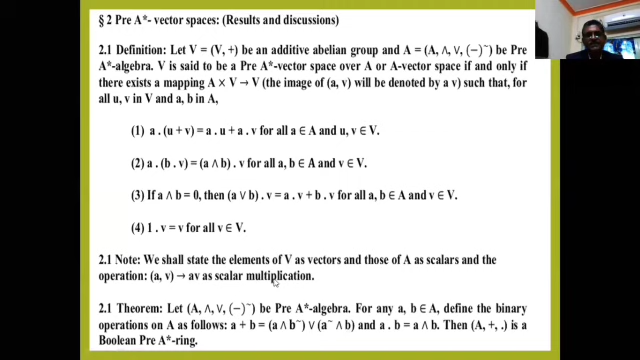 § 2 Pre A*- vector spaces: (Results and discussions)
2.1 Definition: Let V = (V, +) be an additive abelian group and A = (A, ∧, ∨, (−)~) be Pre
A*-algebra. V is said to be a Pre A*-vector space over A or A-vector space if and only if
there exists a mapping A × V → V (the image of (a, v) will be denoted by a v) such that, for
all u, v in V and a, b in A,
(1) a . (u + v) = a . u + a . v for all a ∈ A and u, v ∈ V.
(2) a . (b . v) = (a ∧ b) . v for all a, b ∈ A and v ∈ V.
(3) If a ∧ b = 0, then (a ∨ b) . v = a . v + b . v for all a, b ∈ A and v ∈ V.
(4) 1 . v = v for all v ∈ V.
2.1 Note: We shall state the elements of V as vectors and those of A as scalars and the
operation: (a, v) → av as scalar multiplication.
2.1 Theorem: Let (A, ∧, ∨, (−)~) be Pre A*-algebra. For any a, b ∈ A, define the binary
operations on A as follows: a + b = (a ∧ b~) ∨ (a~ ∧ b) and a . b = a ∧ b. Then (A, +, .) is a
Boolean Pre A*-ring.